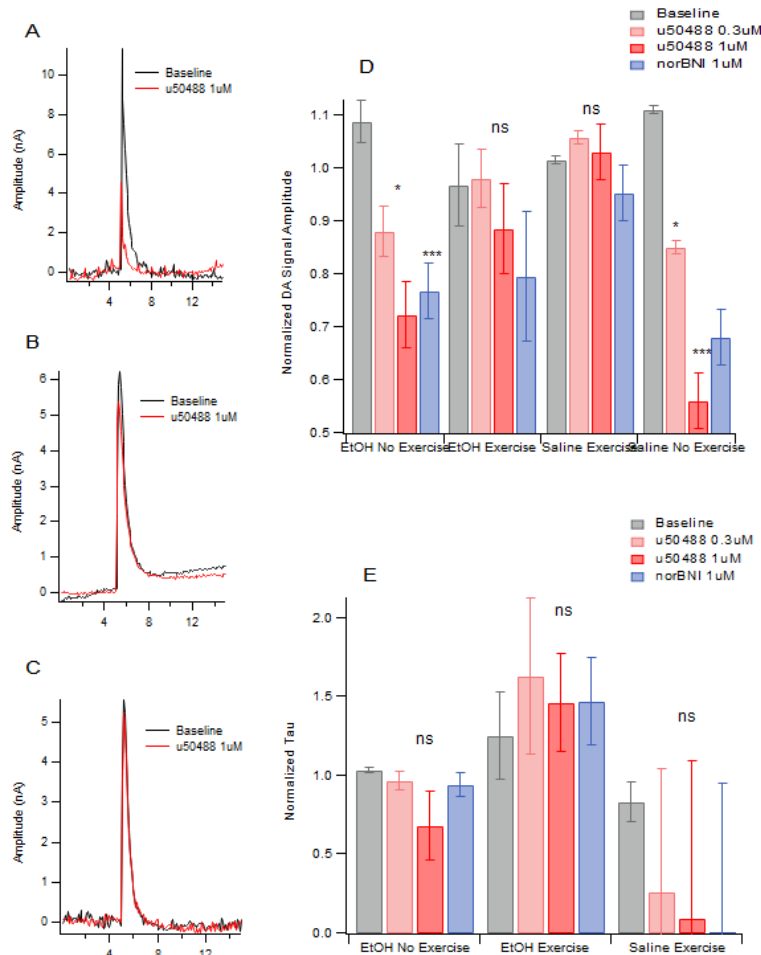 A
Amplitude (nA)
10
8
6
4
2
0
4
8
12
Baseline
u50488 1uM
B
Amplitude (nA)
6
5
4
3
2
1
0
4
8
12
Baseline
u50488 1uM
C
Amplitude (nA)
5
4
3
2
1
0
4
8
12
Baseline
u50488 1uM
D
Baseline
u50488 0.3uM
u50488 1uM
norBNI 1uM
Normalized DA Signal Amplitude
1.1
1.0
0.9
0.8
0.7
0.6
0.5
*
***
ns
ns
*
***
EtOH No Exercise
EtOH Exercise
Saline Exercise
Saline No Exercise
E
Baseline
u50488 0.3uM
u50488 1uM
norBNI 1uM
Normalized Tau
2.0
1.5
1.0
0.5
0.0
ns
ns
ns
EtOH No Exercise
EtOH Exercise
Saline Exercise